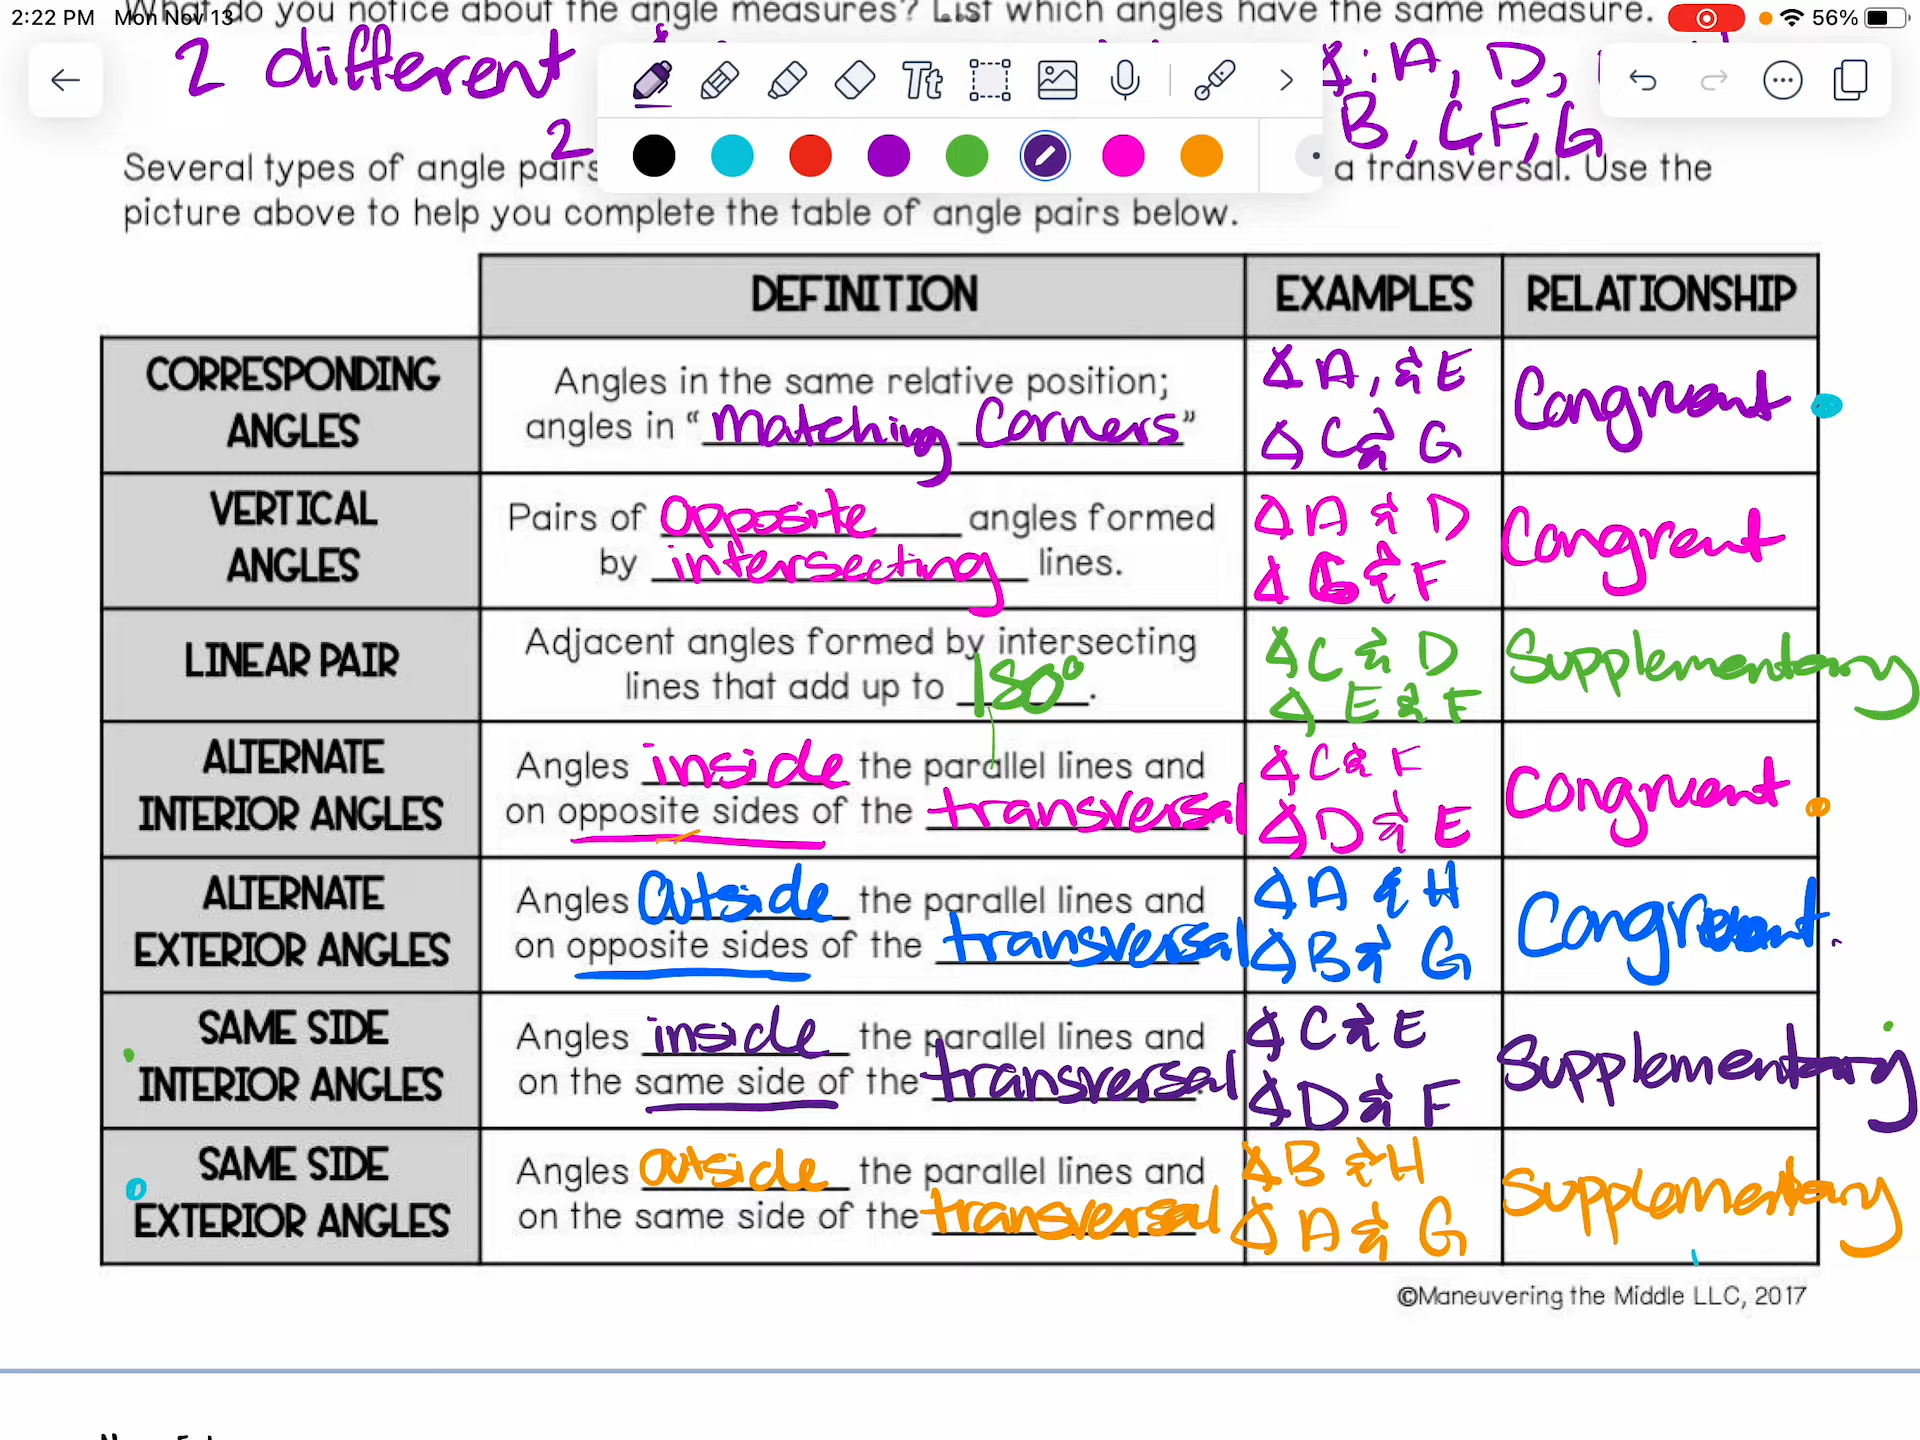 2:22 PM Mon Nov 13
What do you notice about the angle measures? List which angles have the same measure.
56%
2 different
∡: A, D,
2
B, C F, G
Tt
Several types of angle pairs
a transversal. Use the
picture above to help you complete the table of angle pairs below.
DEFINITION EXAMPLES RELATIONSHIP
CORRESPONDING
ANGLES
Angles in the same relative position;
angles in “matching corners”
∡ A, & E
∡ C & G
Congruent
VERTICAL
ANGLES
Pairs of opposite angles formed
by intersecting lines.
∡ A & D
∡ G & F
Congrent
LINEAR PAIR
Adjacent angles formed by intersecting
lines that add up to 180°.
∡ C & D
∡ E & F
Supplementary
ALTERNATE
INTERIOR ANGLES
Angles inside the parallel lines and
on opposite sides of the transversal
∡ C & F
∡ D & E
Congruent
ALTERNATE
EXTERIOR ANGLES
Angles outside the parallel lines and
on opposite sides of the transversal
∡ A & H
∡ B & G
Congruent
SAME SIDE
INTERIOR ANGLES
Angles inside the parallel lines and
on the same side of the transversal.
∡ C & E
∡ D & F
Supplementary
SAME SIDE
EXTERIOR ANGLES
Angles outside the parallel lines and
on the same side of the transversal
∡ B & H
∡ A & G
Supplementary
©Maneuvering the Middle LLC, 2017